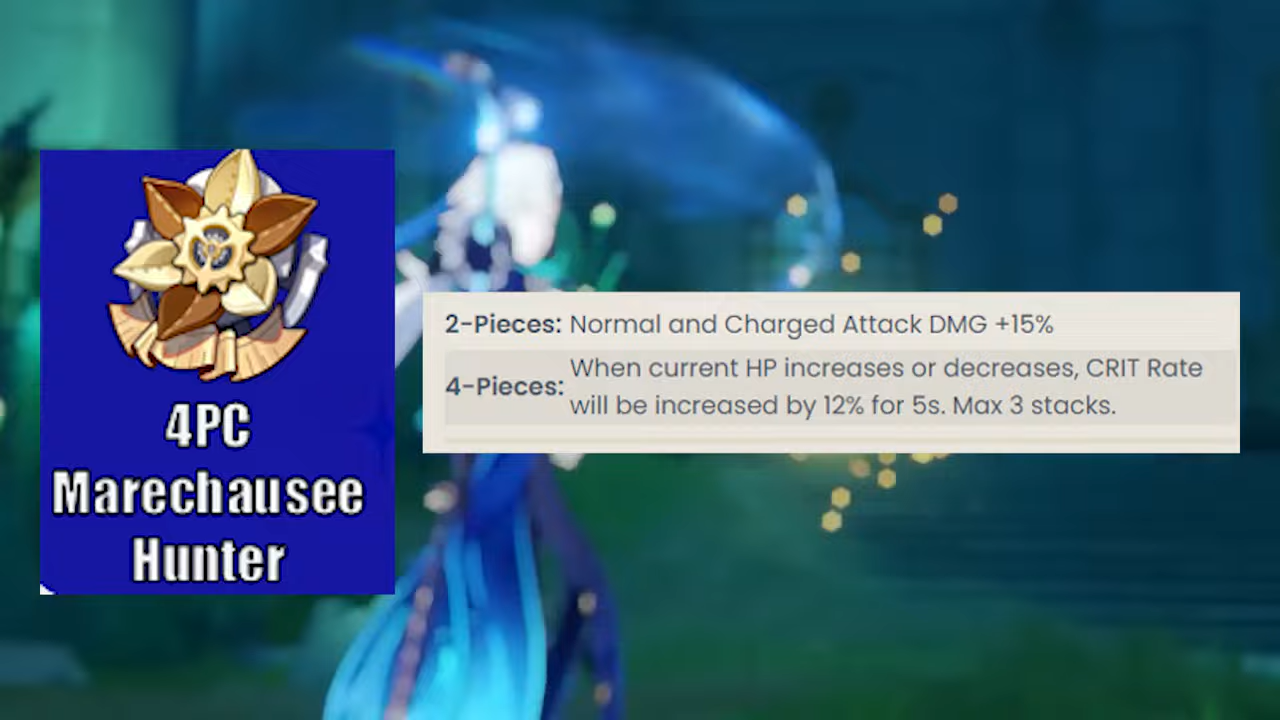 4PC
Marechausee
Hunter
2-Pieces: Normal and Charged Attack DMG +15%
4-Pieces: When current HP increases or decreases, CRIT Rate
will be increased by 12% for 5s. Max 3 stacks.